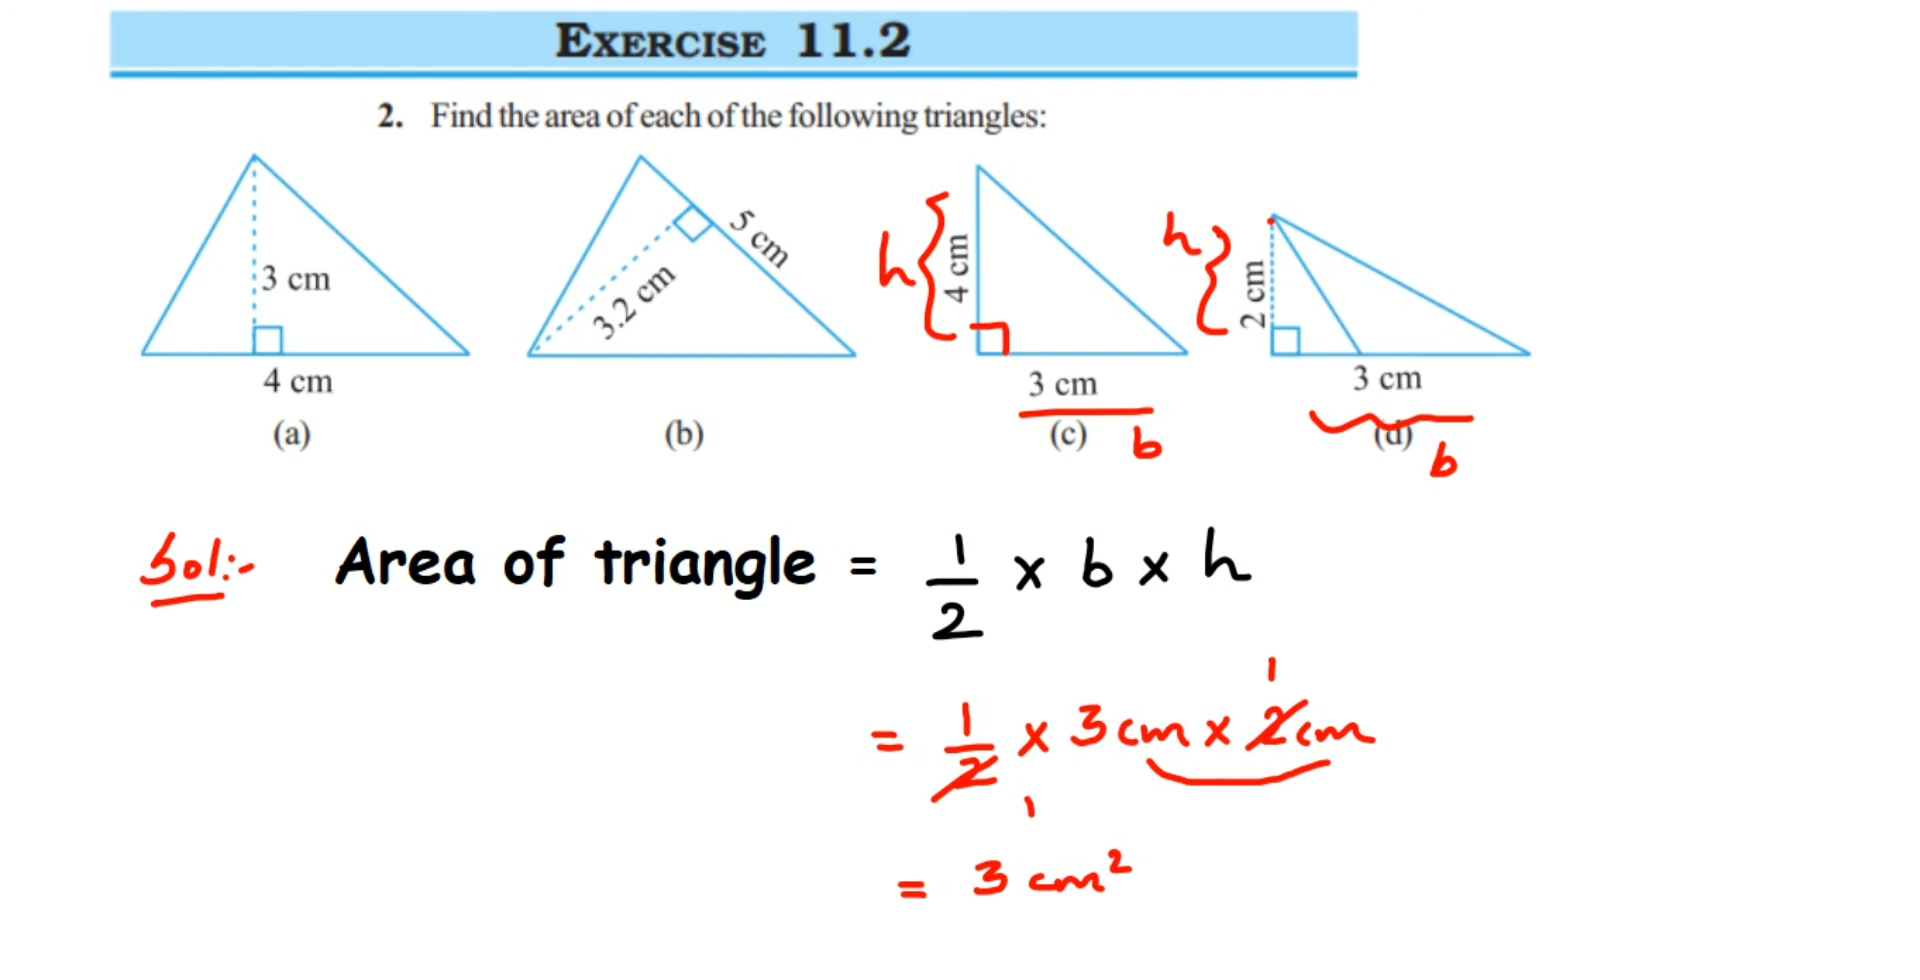 EXERCISE 11.2
2. Find the area of each of the following triangles:
3 cm
4 cm
(a)
5 cm
3.2 cm
(b)
h
4 cm
3 cm
(c)
b
h
2 cm
3 cm
(d)
b
Sol:- Area of triangle = 1/2 × b × h
1
= 1/2 × 3cm × 2cm
1
= 3 cm²